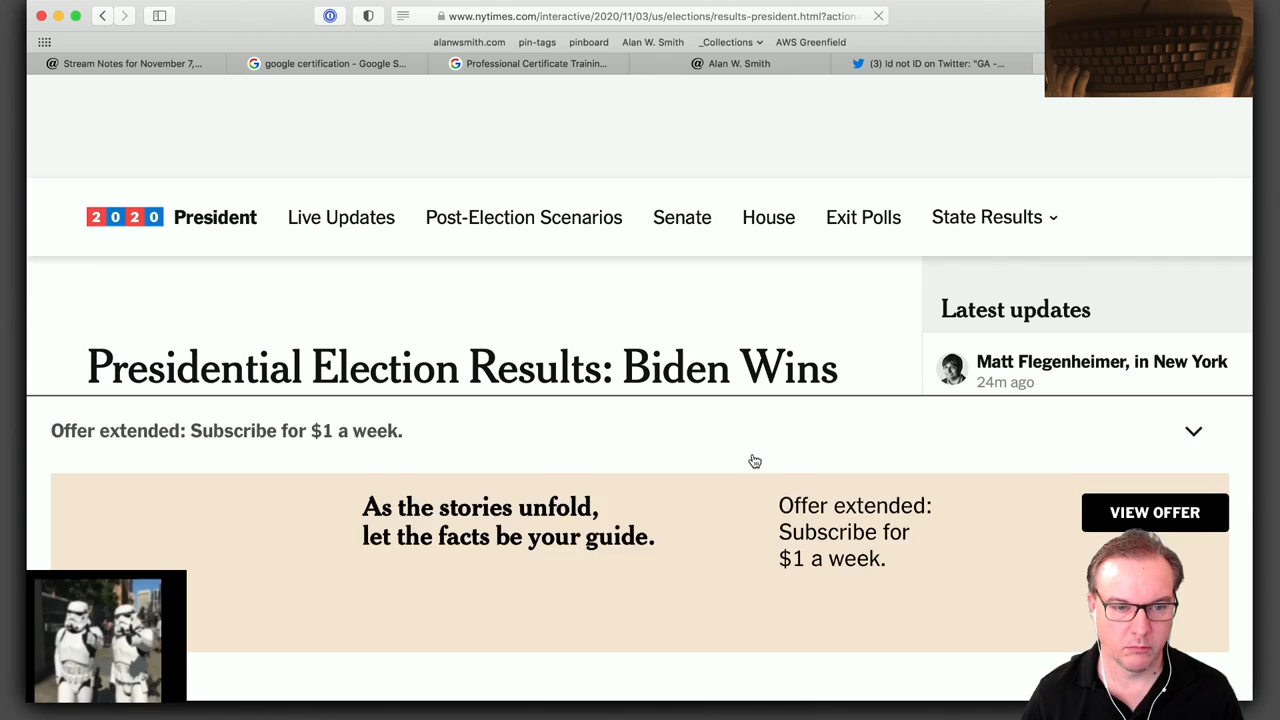 www.nytimes.com/interactive/2020/11/03/us/elections/results-president.html?action
alanwsmith.com pin-tags pinboard Alan W. Smith _Collections AWS Greenfield
Stream Notes for November 7,... google certification - Google S... Professional Certificate Trainin... Alan W. Smith (3) Id not ID on Twitter: "GA -...
2020 President Live Updates Post-Election Scenarios Senate House Exit Polls State Results
Latest updates
Presidential Election Results: Biden Wins
Matt Flegenheimer, in New York
24m ago
Offer extended: Subscribe for $1 a week.
As the stories unfold,
let the facts be your guide.
Offer extended:
Subscribe for
$1 a week.
VIEW OFFER